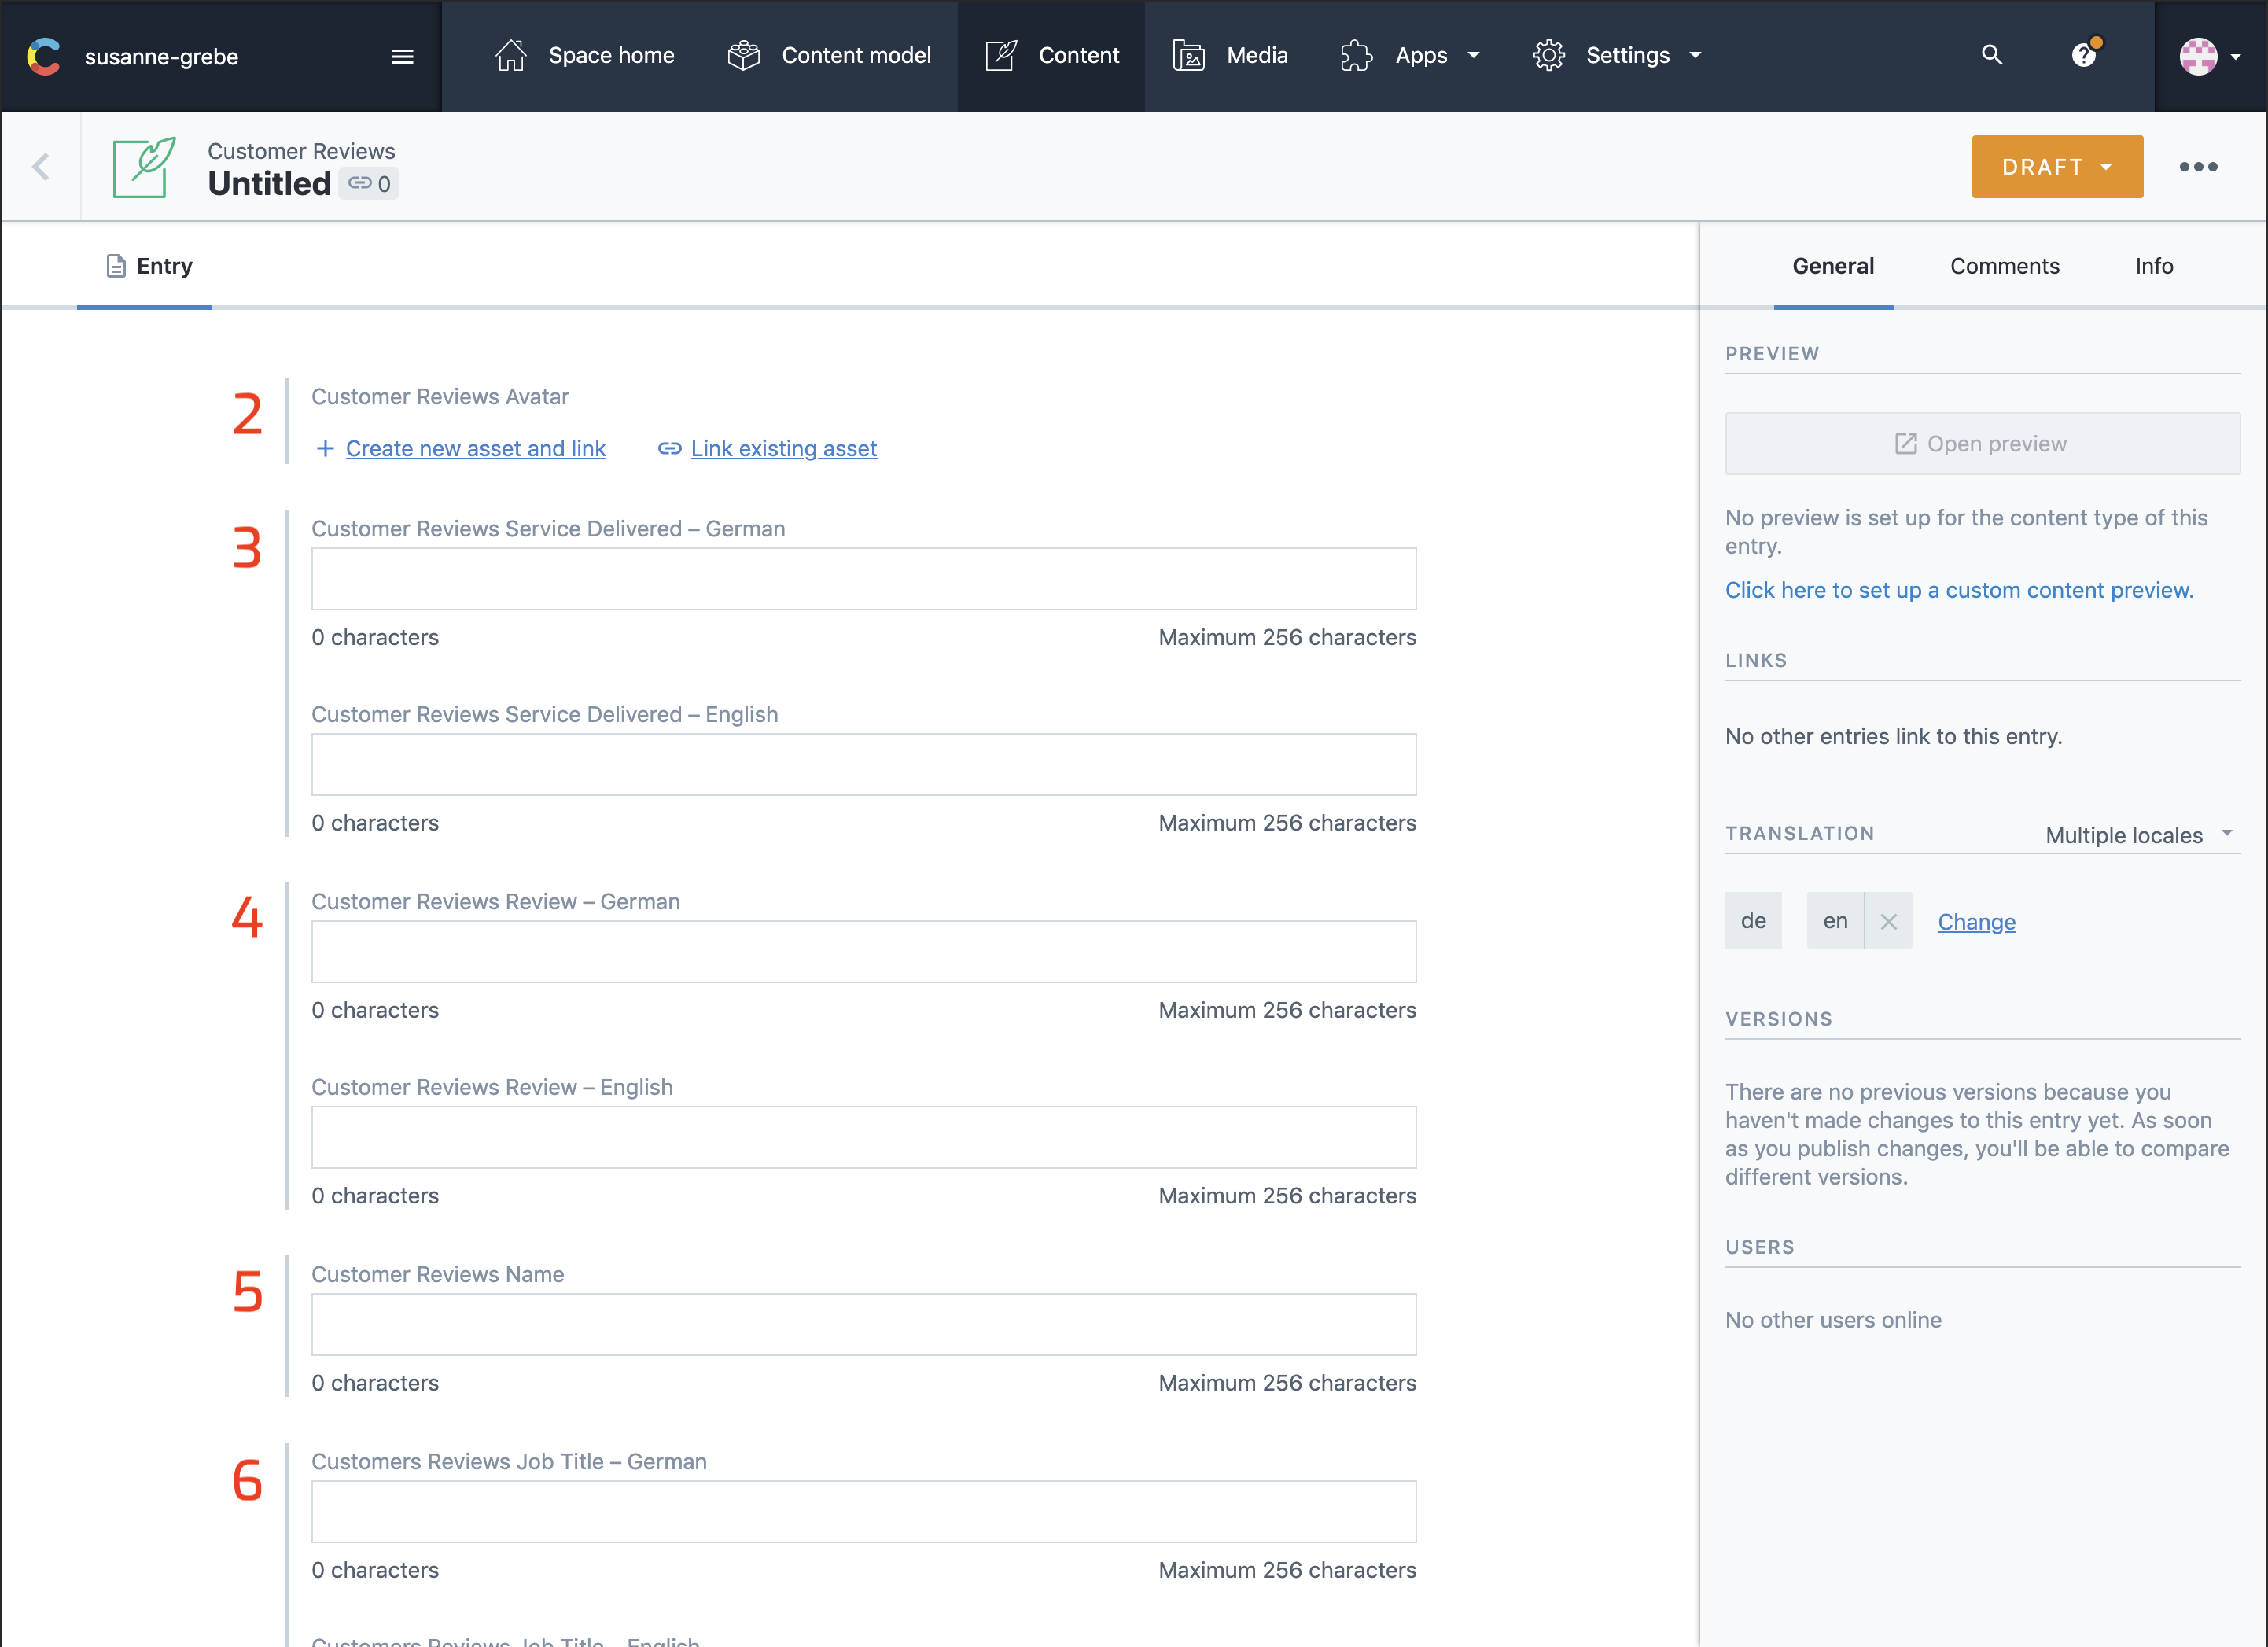 susanne-grebe
Space home
Content model
Content
Media
Apps
Settings
Customer Reviews
Untitled 0
DRAFT
Entry
General
Comments
Info
2
Customer Reviews Avatar
+ Create new asset and link
Link existing asset
3
Customer Reviews Service Delivered – German
0 characters
Maximum 256 characters
Customer Reviews Service Delivered – English
0 characters
Maximum 256 characters
4
Customer Reviews Review – German
0 characters
Maximum 256 characters
Customer Reviews Review – English
0 characters
Maximum 256 characters
5
Customer Reviews Name
0 characters
Maximum 256 characters
6
Customers Reviews Job Title – German
0 characters
Maximum 256 characters
Customers Reviews Job Title – English
PREVIEW
Open preview
No preview is set up for the content type of this
entry.
Click here to set up a custom content preview.
LINKS
No other entries link to this entry.
TRANSLATION
Multiple locales
de
en
Change
VERSIONS
There are no previous versions because you
haven't made changes to this entry yet. As soon
as you publish changes, you'll be able to compare
different versions.
USERS
No other users online